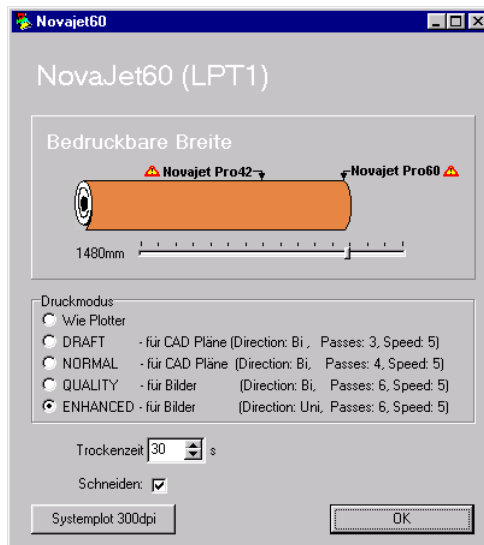 Novajet60
NovaJet60 (LPT1)
Bedruckbare Breite
Novajet Pro42 Novajet Pro60
1480mm
Druckmodus
Wie Plotter
DRAFT - für CAD Pläne (Direction: Bi , Passes: 3, Speed: 5)
NORMAL - für CAD Pläne (Direction: Bi, Passes: 4, Speed: 5)
QUALITY - für Bilder (Direction: Bi, Passes: 6, Speed: 5)
ENHANCED - für Bilder (Direction: Uni, Passes: 6, Speed: 5)
Trockenzeit 30 s
Schneiden:
Systemplot 300dpi OK